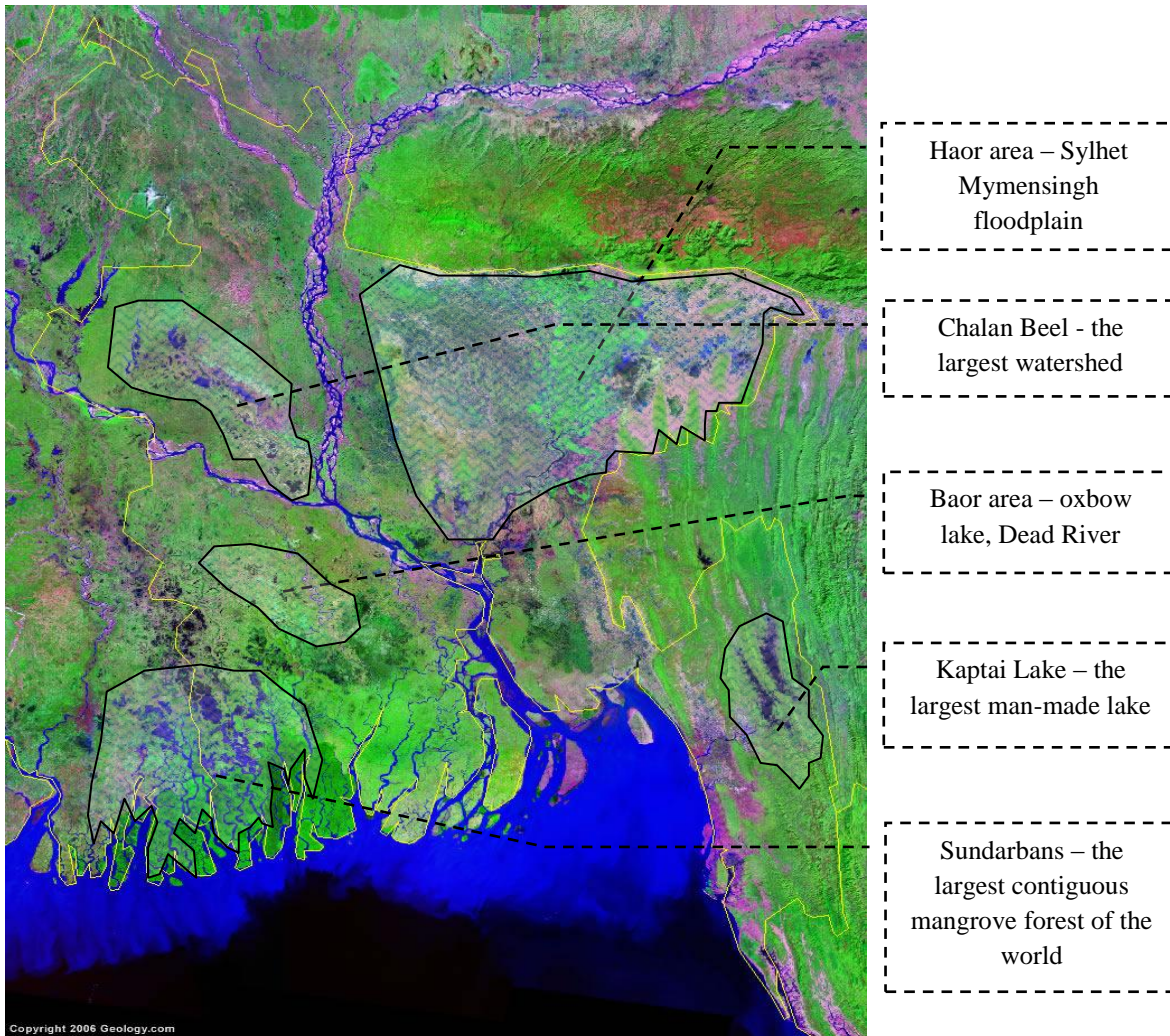 Haor area – Sylhet
Mymensingh
floodplain
Chalan Beel - the
largest watershed
Baor area – oxbow
lake, Dead River
Kaptai Lake – the
largest man-made lake
Sundarbans – the
largest contiguous
mangrove forest of the
world
Copyright 2006 Geology.com